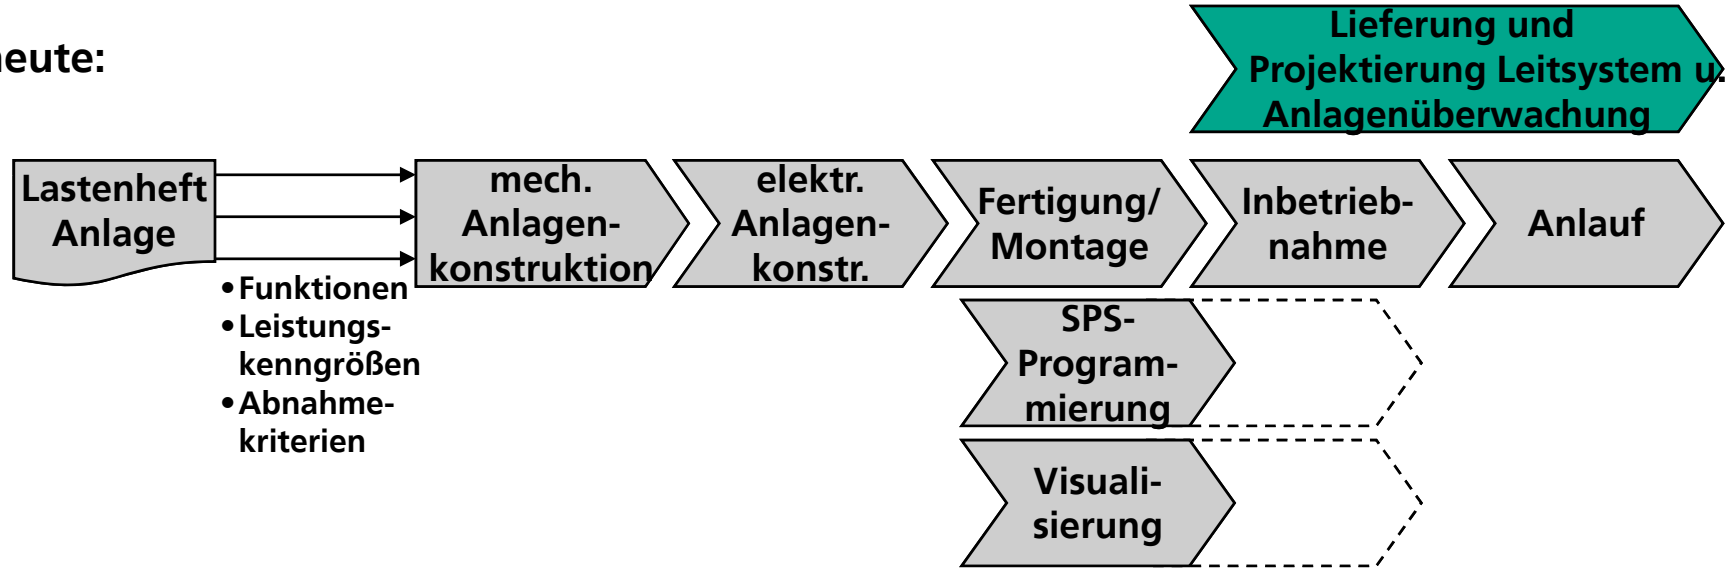 heute:
Lieferung und
Projektierung Leitsystem u.
Anlagenüberwachung
Lastenheft
Anlage
•Funktionen
•Leistungs-
kenngrößen
•Abnahme-
kriterien
mech.
Anlagen-
konstruktion
elektr.
Anlagen-
konstr.
Fertigung/
Montage
Inbetrieb-
nahme
Anlauf
SPS-
Program-
mierung
Visuali-
sierung